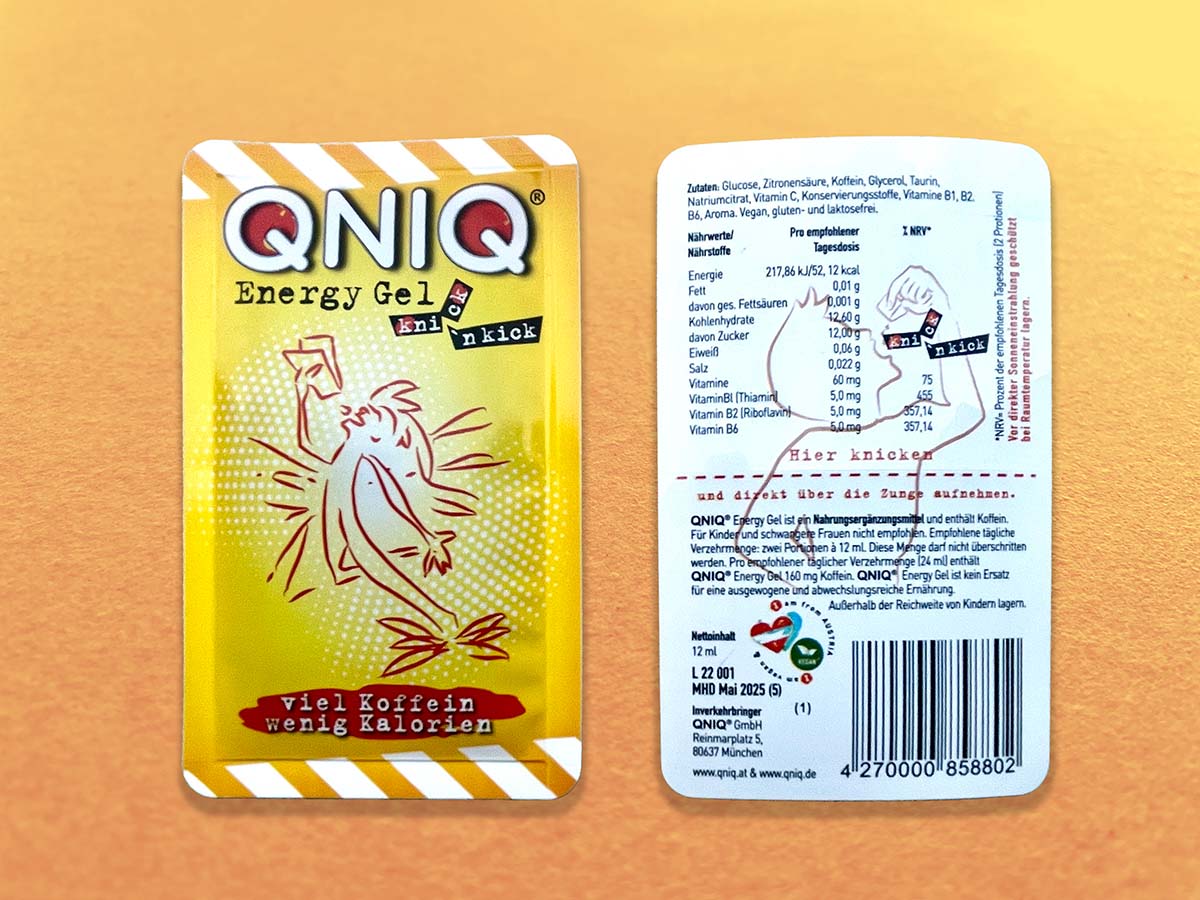 QNIQ®
Energy Gel
knick
'n kick
viel Koffein
wenig Kalorien
Zutaten: Glucose, Zitronensäure, Koffein, Glycerol, Taurin,
Natriumcitrat, Vitamin C, Konservierungsstoffe, Vitamine B1, B2,
B6, Aroma. Vegan, gluten- und laktosefrei.
Nährwerte/ Pro empfohlener % NRV*
Nährstoffe Tagesdosis
Energie 217,86 kJ/52, 12 kcal
Fett 0,01 g
davon ges. Fettsäuren 0,001 g
Kohlenhydrate 12,60 g
davon Zucker 12,00 g
Eiweiß 0,06 g
Salz 0,022 g
Vitamine 60 mg 75
VitaminB1 (Thiamin) 5,0 mg 455
Vitamin B2 (Riboflavin) 5,0 mg 357,14
Vitamin B6 5,0 mg 357,14
knick
'n kick
*NRV= Prozent der empfohlenen Tagesdosis (2 Protionen)
Vor direkter Sonneneinstrahlung geschützt
bei Raumtemperatur lagern.
Hier knicken
und direkt über die Zunge aufnehmen.
QNIQ® Energy Gel ist ein Nahrungsergänzungsmittel und enthält Koffein.
Für Kinder und schwangere Frauen nicht empfohlen. Empfohlene tägliche
Verzehrmenge: zwei Portionen à 12 ml. Diese Menge darf nicht überschritten
werden. Pro empfohlener täglicher Verzehrmenge (24 ml) enthält
QNIQ® Energy Gel 160 mg Koffein. QNIQ® Energy Gel ist kein Ersatz
für eine ausgewogene und abwechslungsreiche Ernährung.
Außerhalb der Reichweite von Kindern lagern.
I am from AUSTRIA
I am vegan
VEGAN
Nettoinhalt
12 ml
L 22 001
MHD Mai 2025 (5)
Inverkehrbringer (1)
QNIQ® GmbH
Reinmarplatz 5,
80637 München
www.qniq.at & www.qniq.de
4 270000 858802